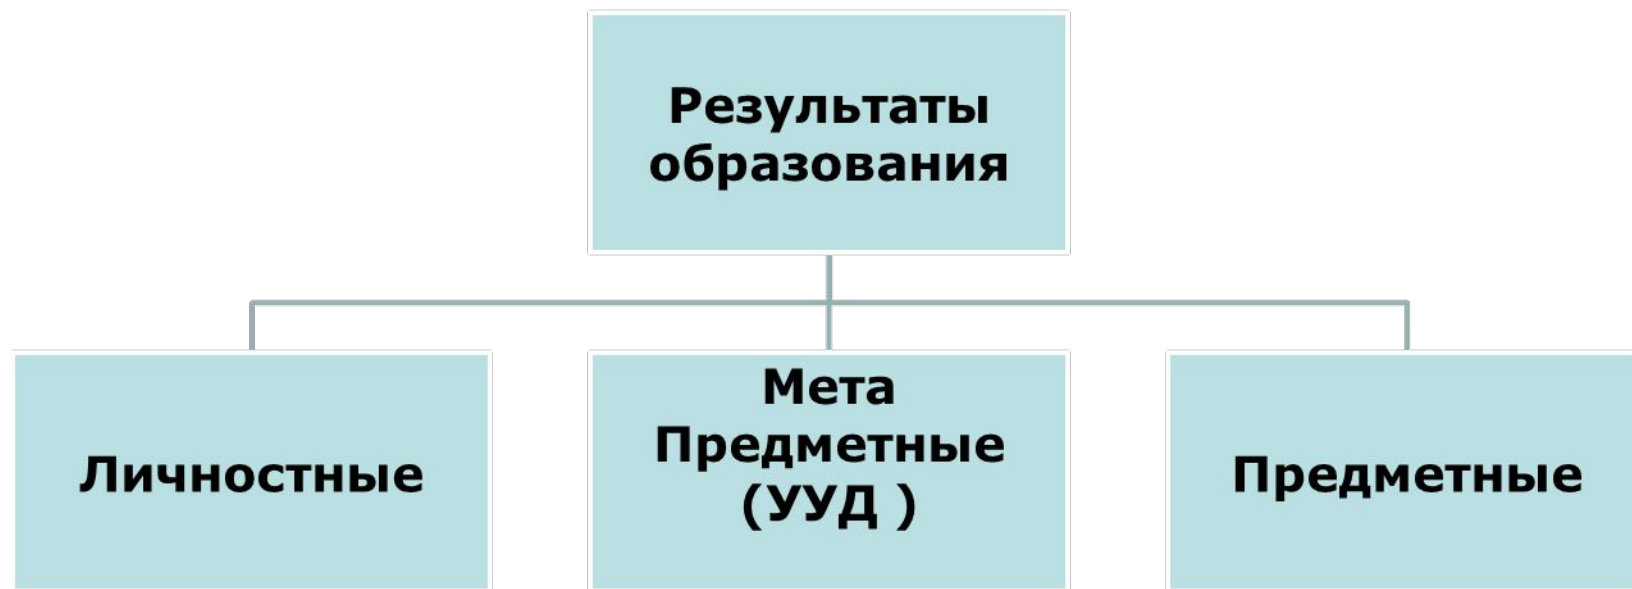 Результаты
образования
Личностные
Мета
Предметные
(УУД )
Предметные